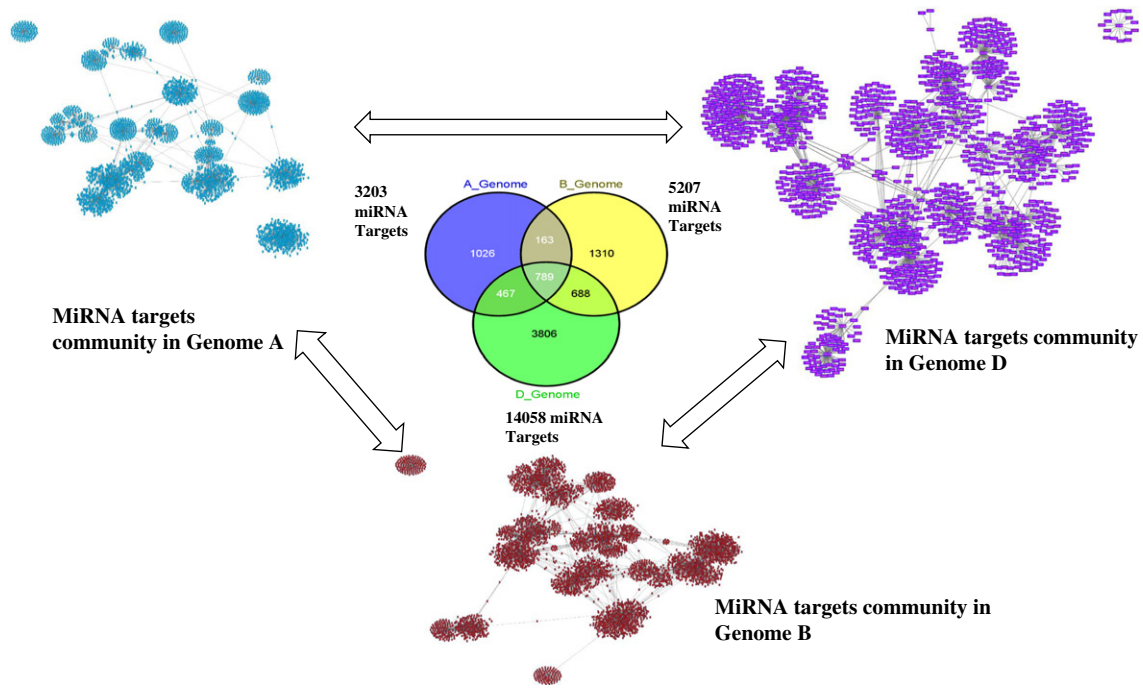 A_Genome
B_Genome
3203
miRNA
Targets
5207
miRNA
Targets
163
1026
1310
789
467
688
3806
D_Genome
14058 miRNA
Targets
MiRNA targets
community in Genome A
MiRNA targets community
in Genome D
MiRNA targets community in
Genome B